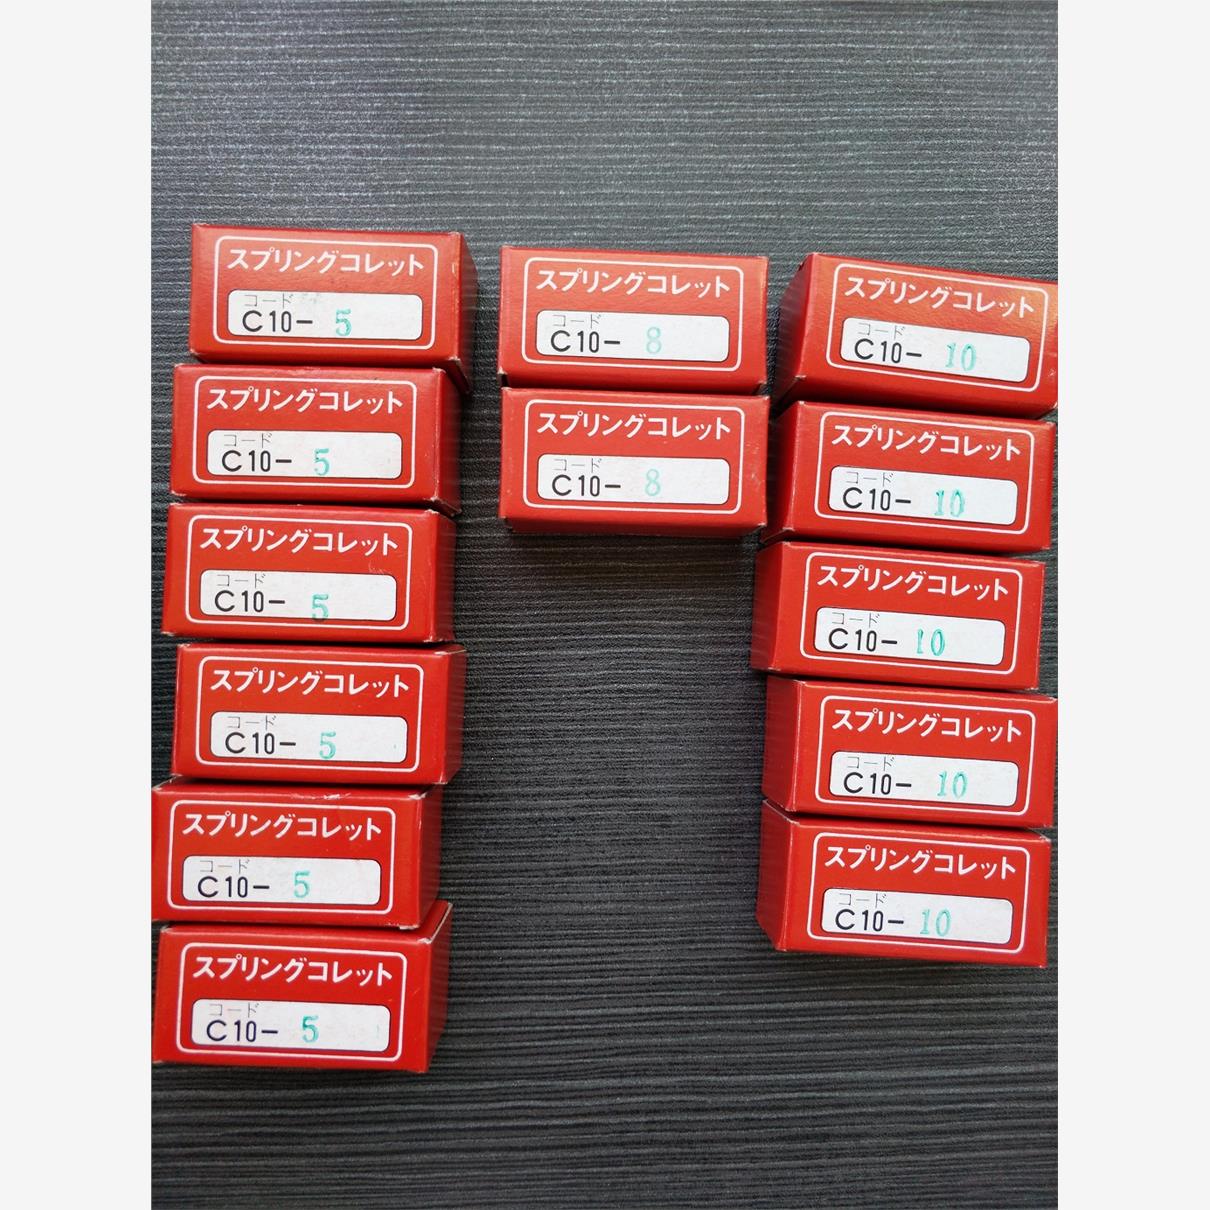 スプリングコレット
コード
C10- 5
スプリングコレット
コード
C10- 5
スプリングコレット
コード
C10- 5
スプリングコレット
コード
C10- 5
スプリングコレット
コード
C10- 5
スプリングコレット
コード
C10- 5
スプリングコレット
コード
C10- 8
スプリングコレット
コード
C10- 8
スプリングコレット
コード
C10- 10
スプリングコレット
コード
C10- 10
スプリングコレット
コード
C10- 10
スプリングコレット
コード
C10- 10
スプリングコレット
コード
C10- 10